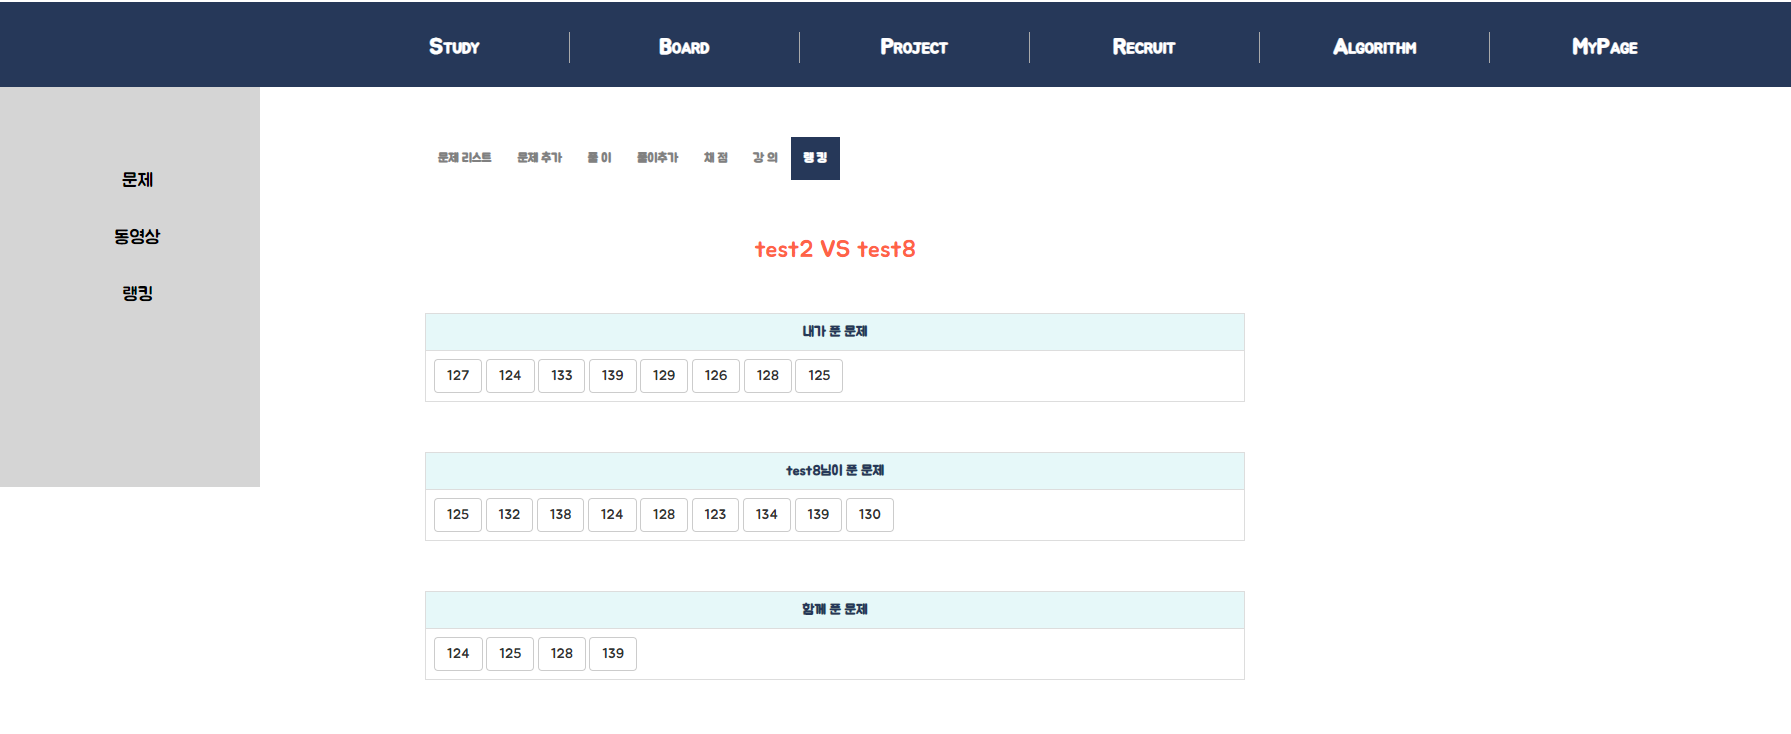 Study Board Project Recruit Algorithm MyPage
문제
동영상
랭킹
문제 리스트 문제 추가 풀 이 풀이추가 채 점 강 의 랭 킹
test2 VS test8
내가 푼 문제
127 124 133 139 129 126 128 125
test8님이 푼 문제
125 132 138 124 128 123 134 139 130
함께 푼 문제
124 125 128 139